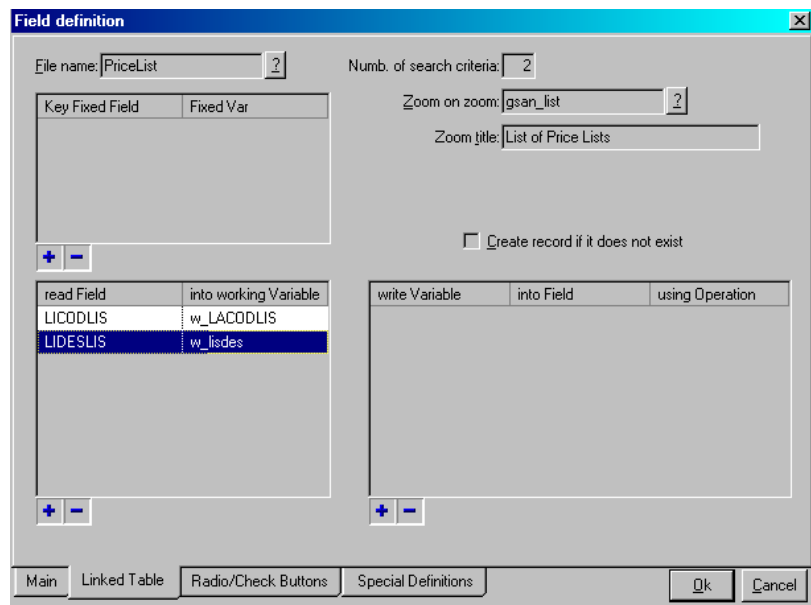 Field definition
File name: PriceList ?
Numb. of search criteria: 2
Key Fixed Field Fixed Var
Zoom on zoom: gsan_list ?
Zoom title: List of Price Lists
Create record if it does not exist
+ −
read Field into working Variable
LICODLIS w_LACODLIS
LIDESLIS w_lisdes
write Variable into Field using Operation
+ −
+ −
Main Linked Table Radio/Check Buttons Special Definitions
Ok Cancel